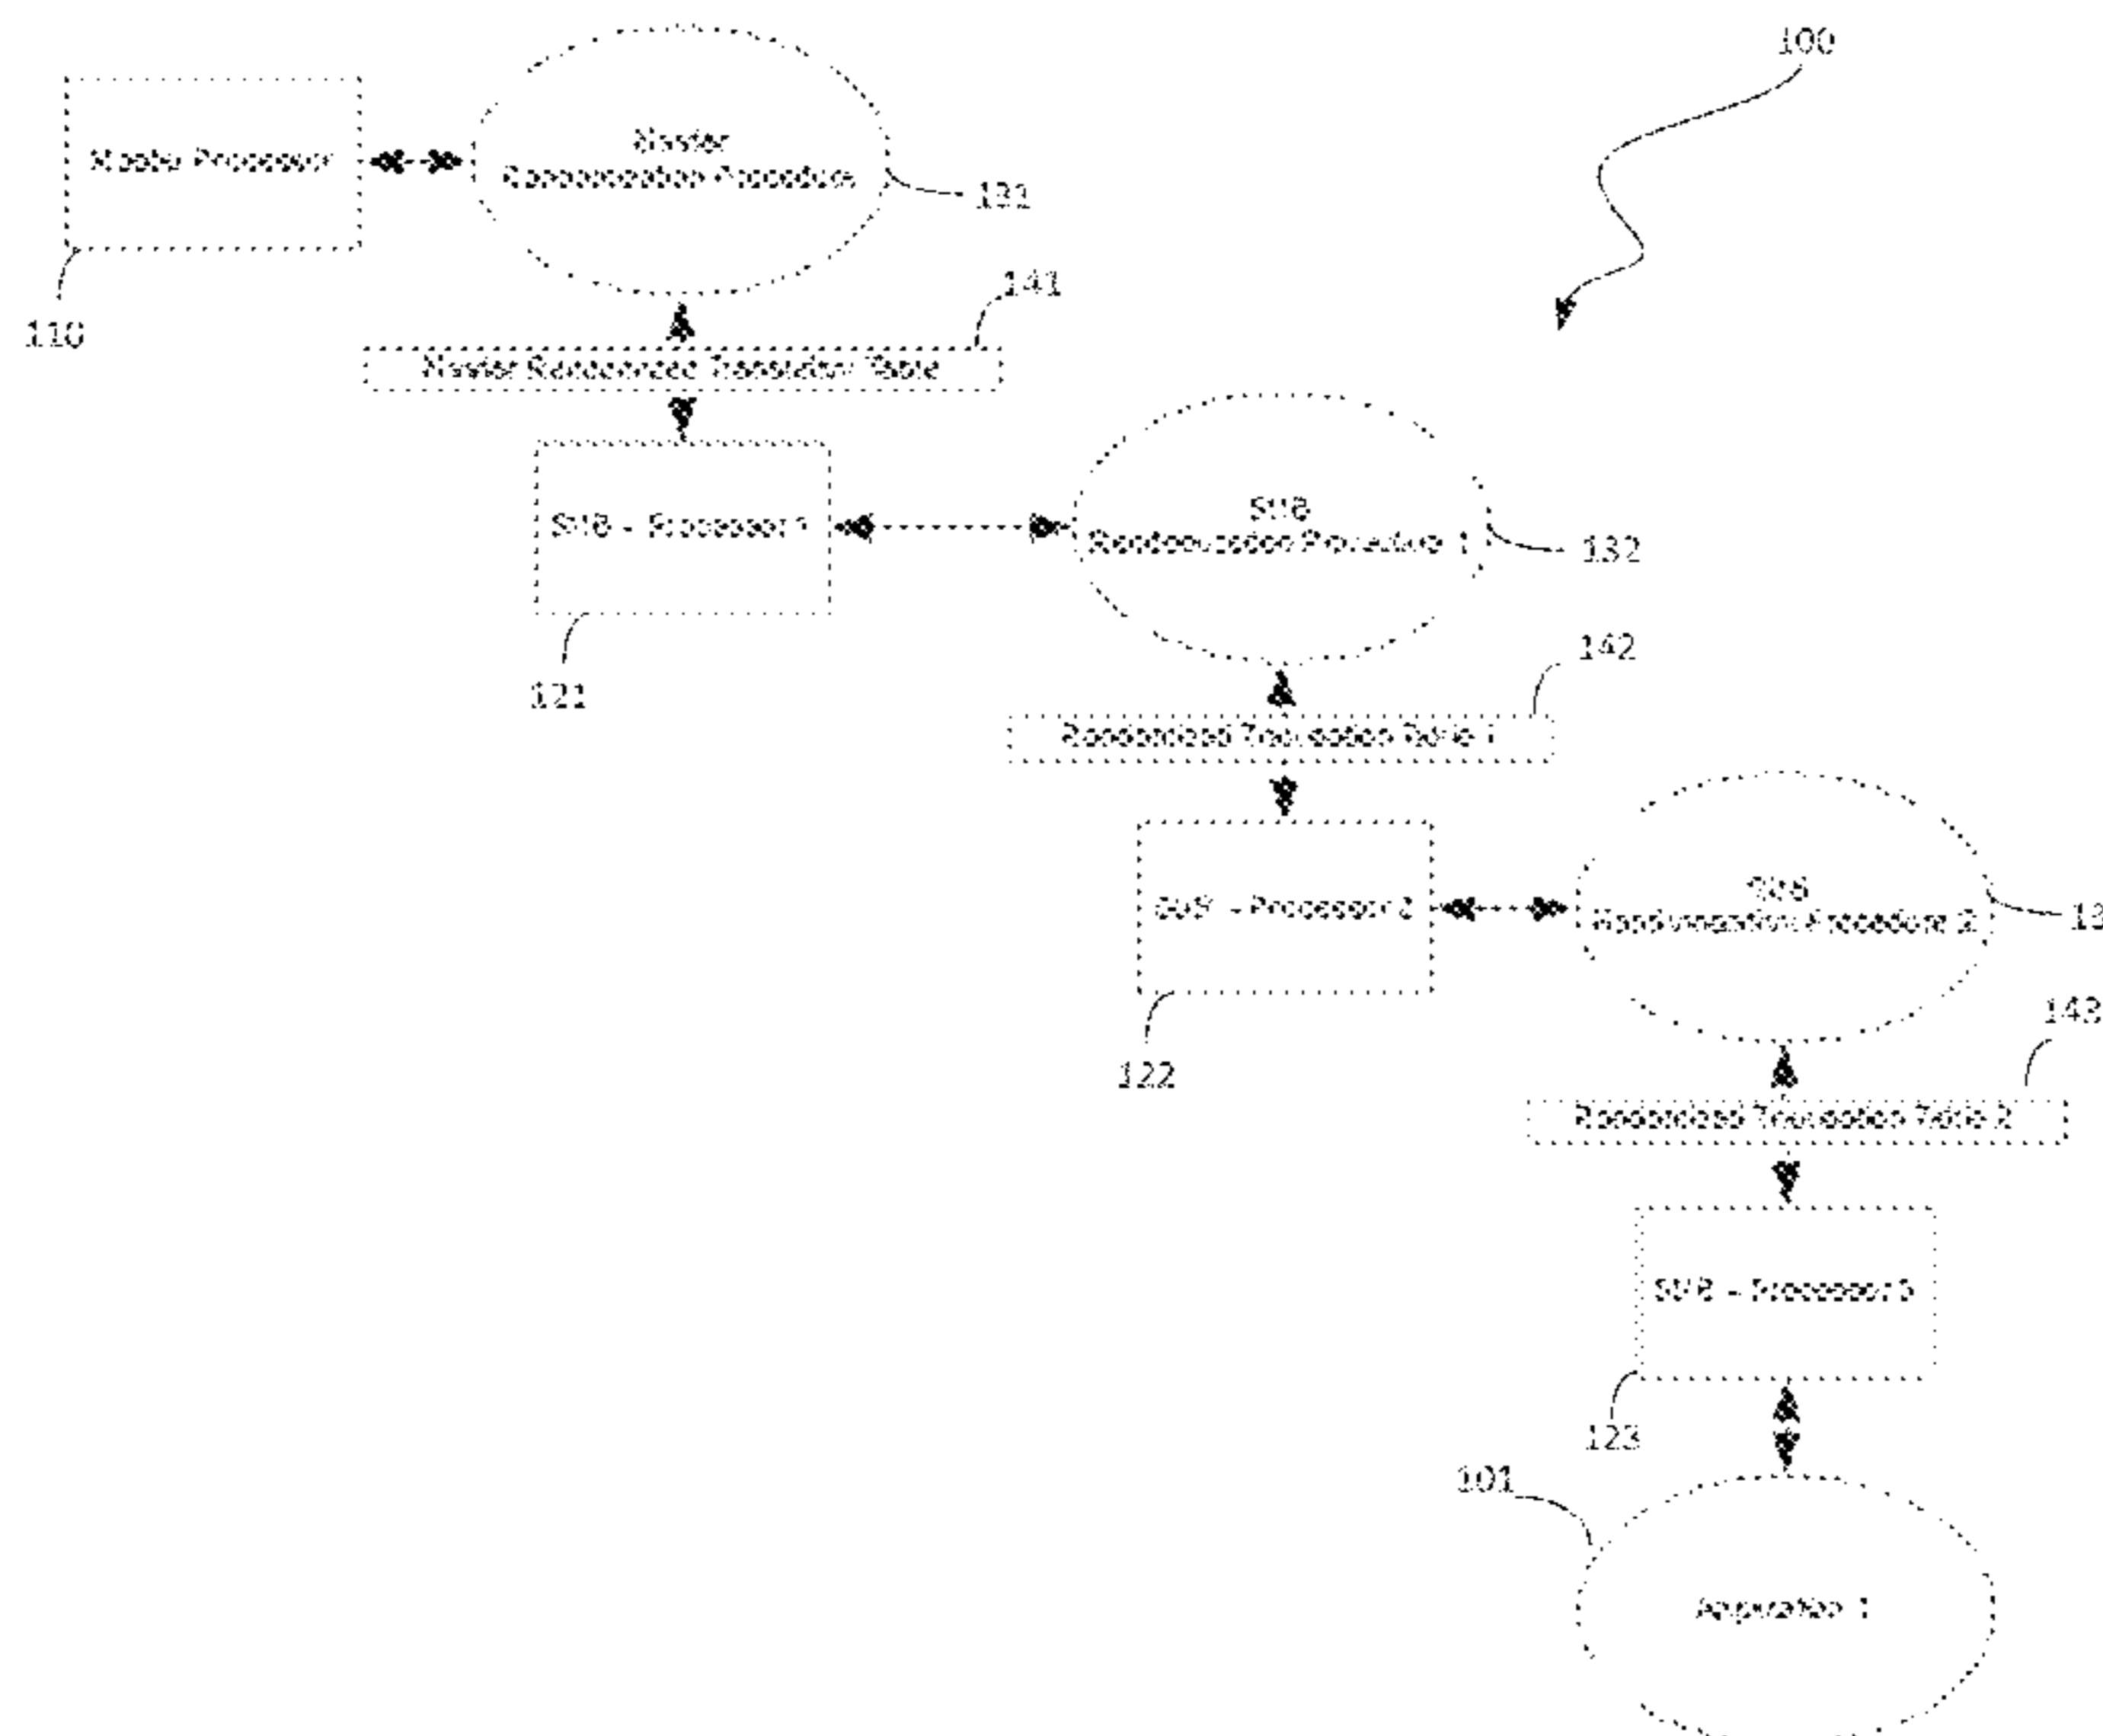 100
Master Processor
Master
Randomization Procedure
131
110
141
Master Randomized Translation Table
SUB - Processor 1
SUB
Randomization Procedure 1
132
121
142
Randomized Translation Table 1
SUB - Processor 2
SUB
Randomization Procedure 2
122
143
Randomized Translation Table 2
SUB - Processor 3
123
101
Application 1